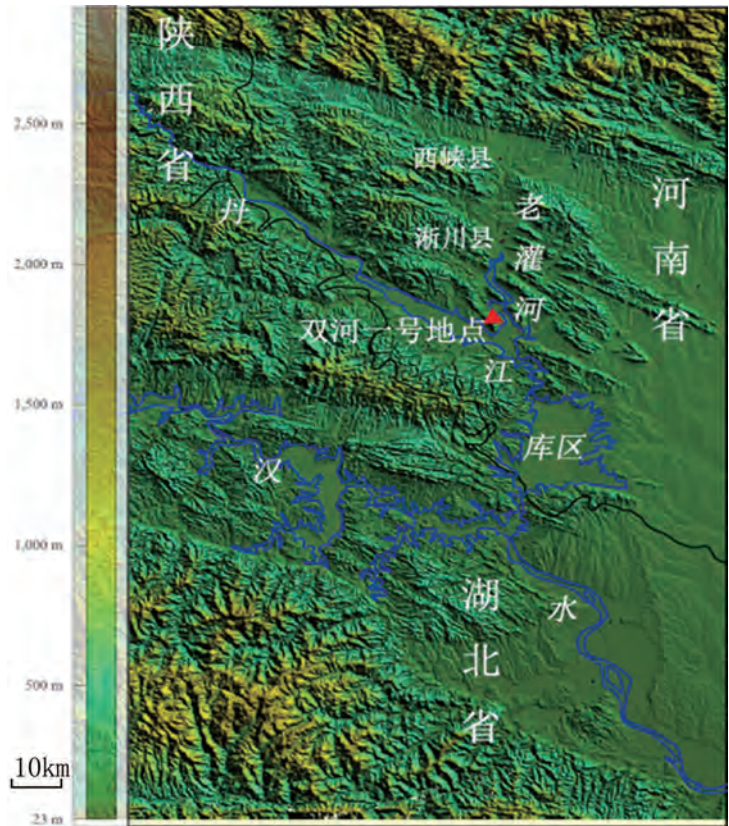 陕西省
2,500 m
西峡县
河南省
老灌河
丹江
淅川县
2,000 m
双河一号地点
1,500 m
库区
汉水
1,000 m
湖北省
500 m
10km
23 m